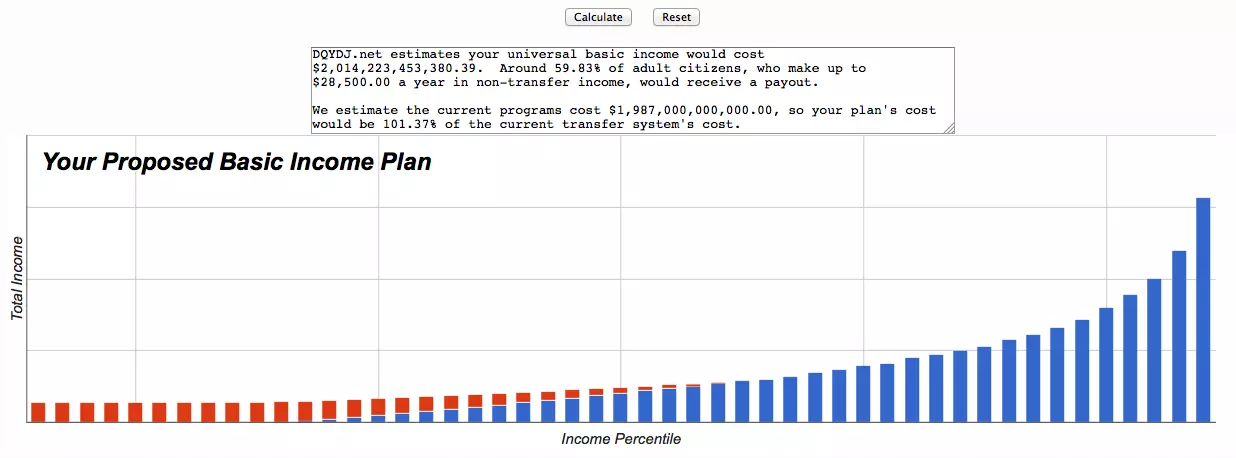 Calculate Reset
DQYDJ.net estimates your universal basic income would cost
$2,014,223,453,380.39. Around 59.83% of adult citizens, who make up to
$28,500.00 a year in non-transfer income, would receive a payout.
We estimate the current programs cost $1,987,000,000,000.00, so your plan's cost
would be 101.37% of the current transfer system's cost.
Your Proposed Basic Income Plan
Total Income
Income Percentile